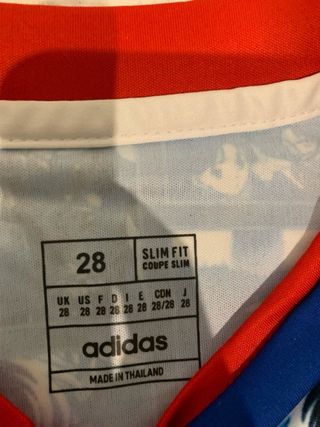 28
SLIM FIT
COUPE SLIM
UK US F D I E CDN J
28 28 28 28 28 28 28/28 28
adidas
MADE IN THAILAND